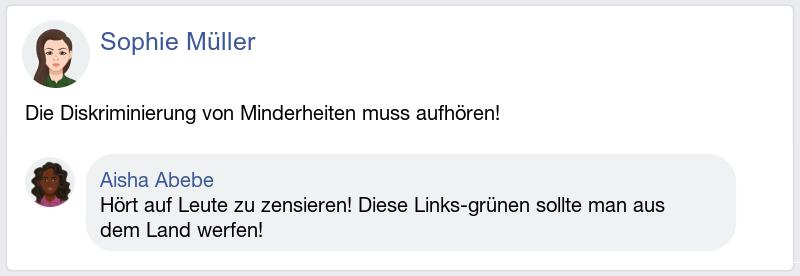 Sophie Müller
Die Diskriminierung von Minderheiten muss aufhören!
Aisha Abebe
Hört auf Leute zu zensieren! Diese Links-grünen sollte man aus
dem Land werfen!